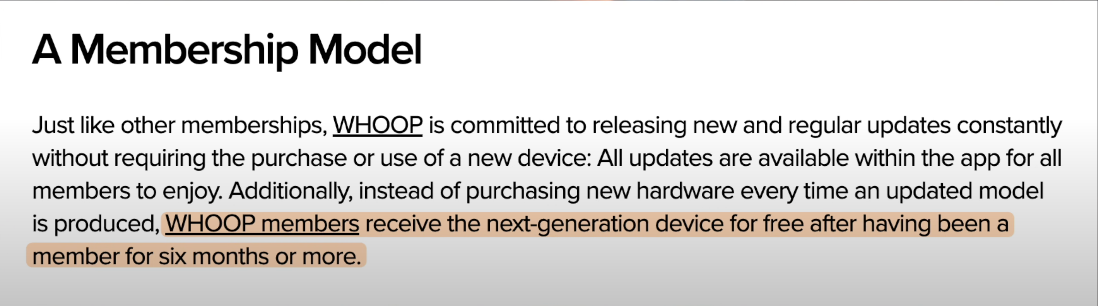 A Membership Model
Just like other memberships, WHOOP is committed to releasing new and regular updates constantly
without requiring the purchase or use of a new device: All updates are available within the app for all
members to enjoy. Additionally, instead of purchasing new hardware every time an updated model
is produced, WHOOP members receive the next-generation device for free after having been a
member for six months or more.